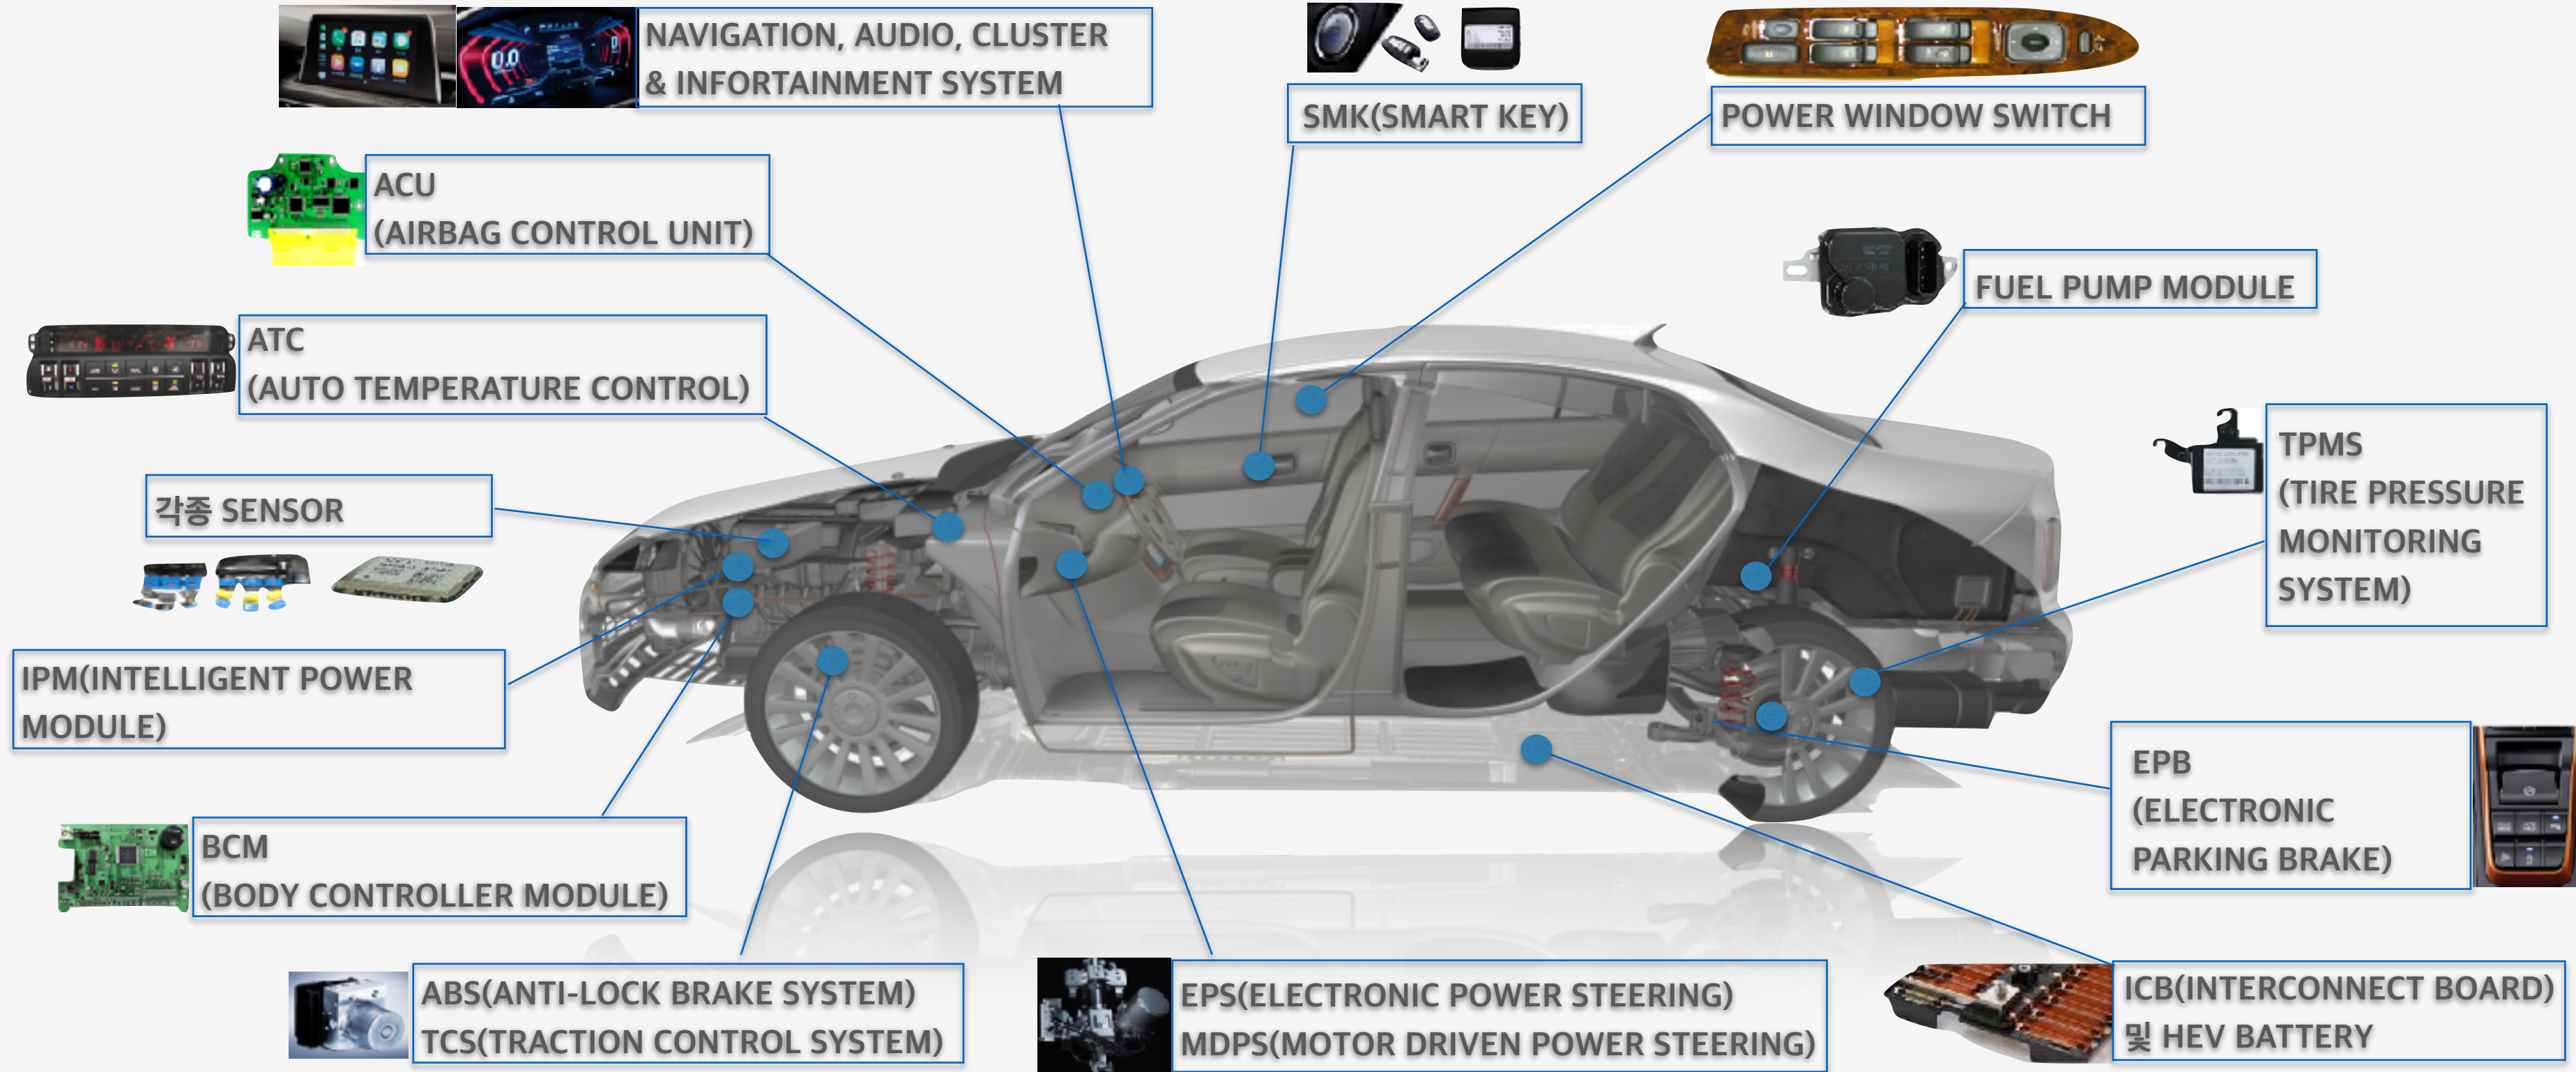 NAVIGATION, AUDIO, CLUSTER
& INFORTAINMENT SYSTEM
SMK(SMART KEY)
POWER WINDOW SWITCH
ACU
(AIRBAG CONTROL UNIT)
FUEL PUMP MODULE
ATC
(AUTO TEMPERATURE CONTROL)
TPMS
(TIRE PRESSURE
MONITORING
SYSTEM)
각종 SENSOR
IPM(INTELLIGENT POWER
MODULE)
EPB
(ELECTRONIC
PARKING BRAKE)
BCM
(BODY CONTROLLER MODULE)
ABS(ANTI-LOCK BRAKE SYSTEM)
TCS(TRACTION CONTROL SYSTEM)
EPS(ELECTRONIC POWER STEERING)
MDPS(MOTOR DRIVEN POWER STEERING)
ICB(INTERCONNECT BOARD)
및 HEV BATTERY